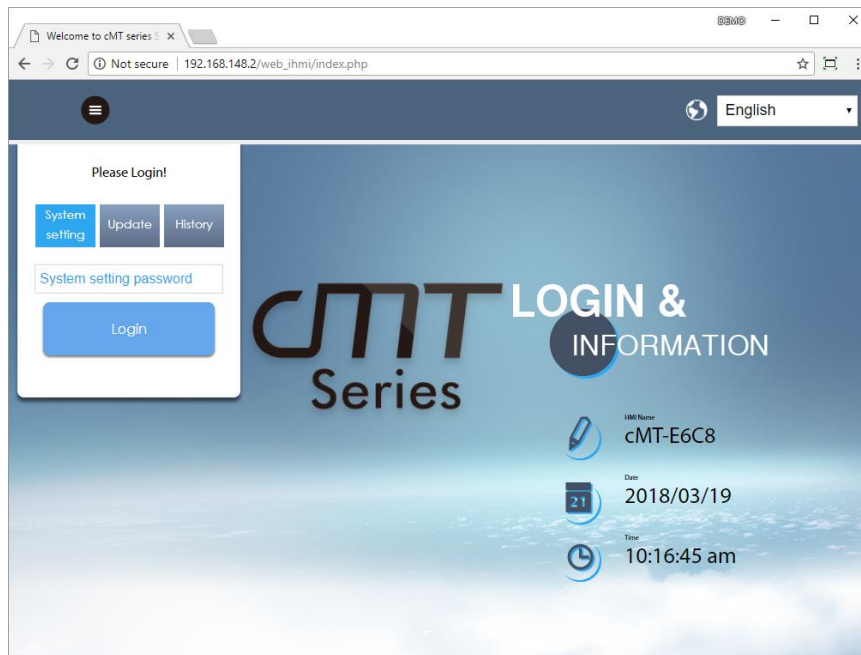 DEMO
Welcome to cMT series S
Not secure | 192.168.148.2/web_ihmi/index.php
English
Please Login!
System setting
Update
History
System setting password
Login
cmT
Series
LOGIN &
INFORMATION
HMI Name
cMT-E6C8
Date
21
2018/03/19
Time
10:16:45 am